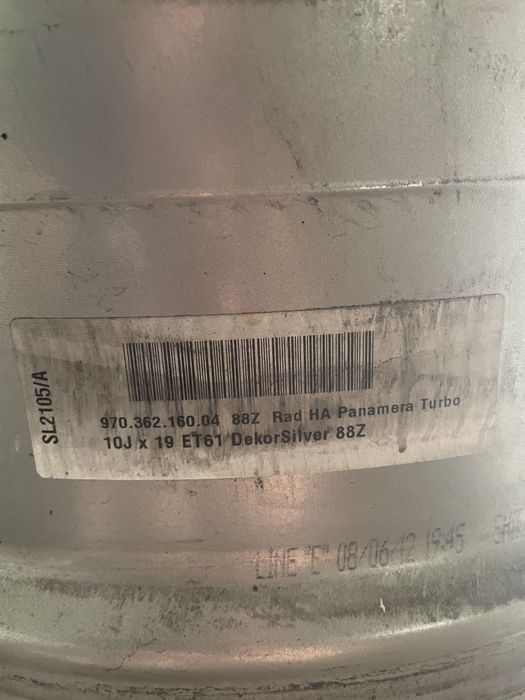 SL2105/A
970.362.160.04 88Z Rad HA Panamera Turbo
10J x 19 ET61 DekorSilver 88Z
LINE "E" 08/06/12 19:45